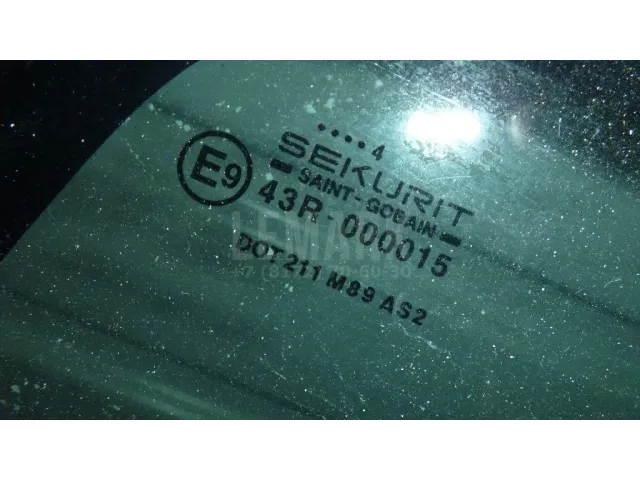 •••• 4
SEKURIT
SAINT-GOBAIN
E9
43R-000015
DOT 211 M89 AS2